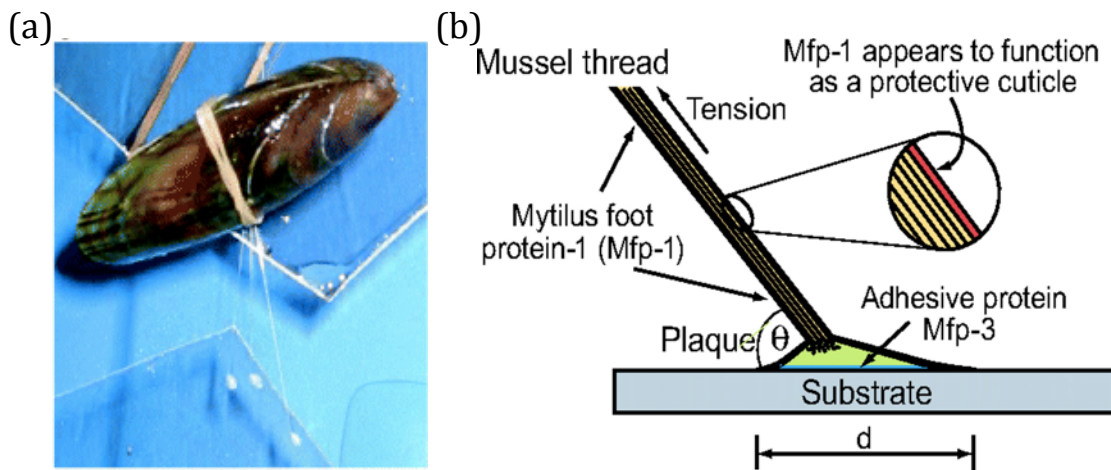 (a)
(b)
Mussel thread
Tension
Mfp-1 appears to function
as a protective cuticle
Mytilus foot
protein-1 (Mfp-1)
Adhesive protein
Mfp-3
Plaque
θ
Substrate
d